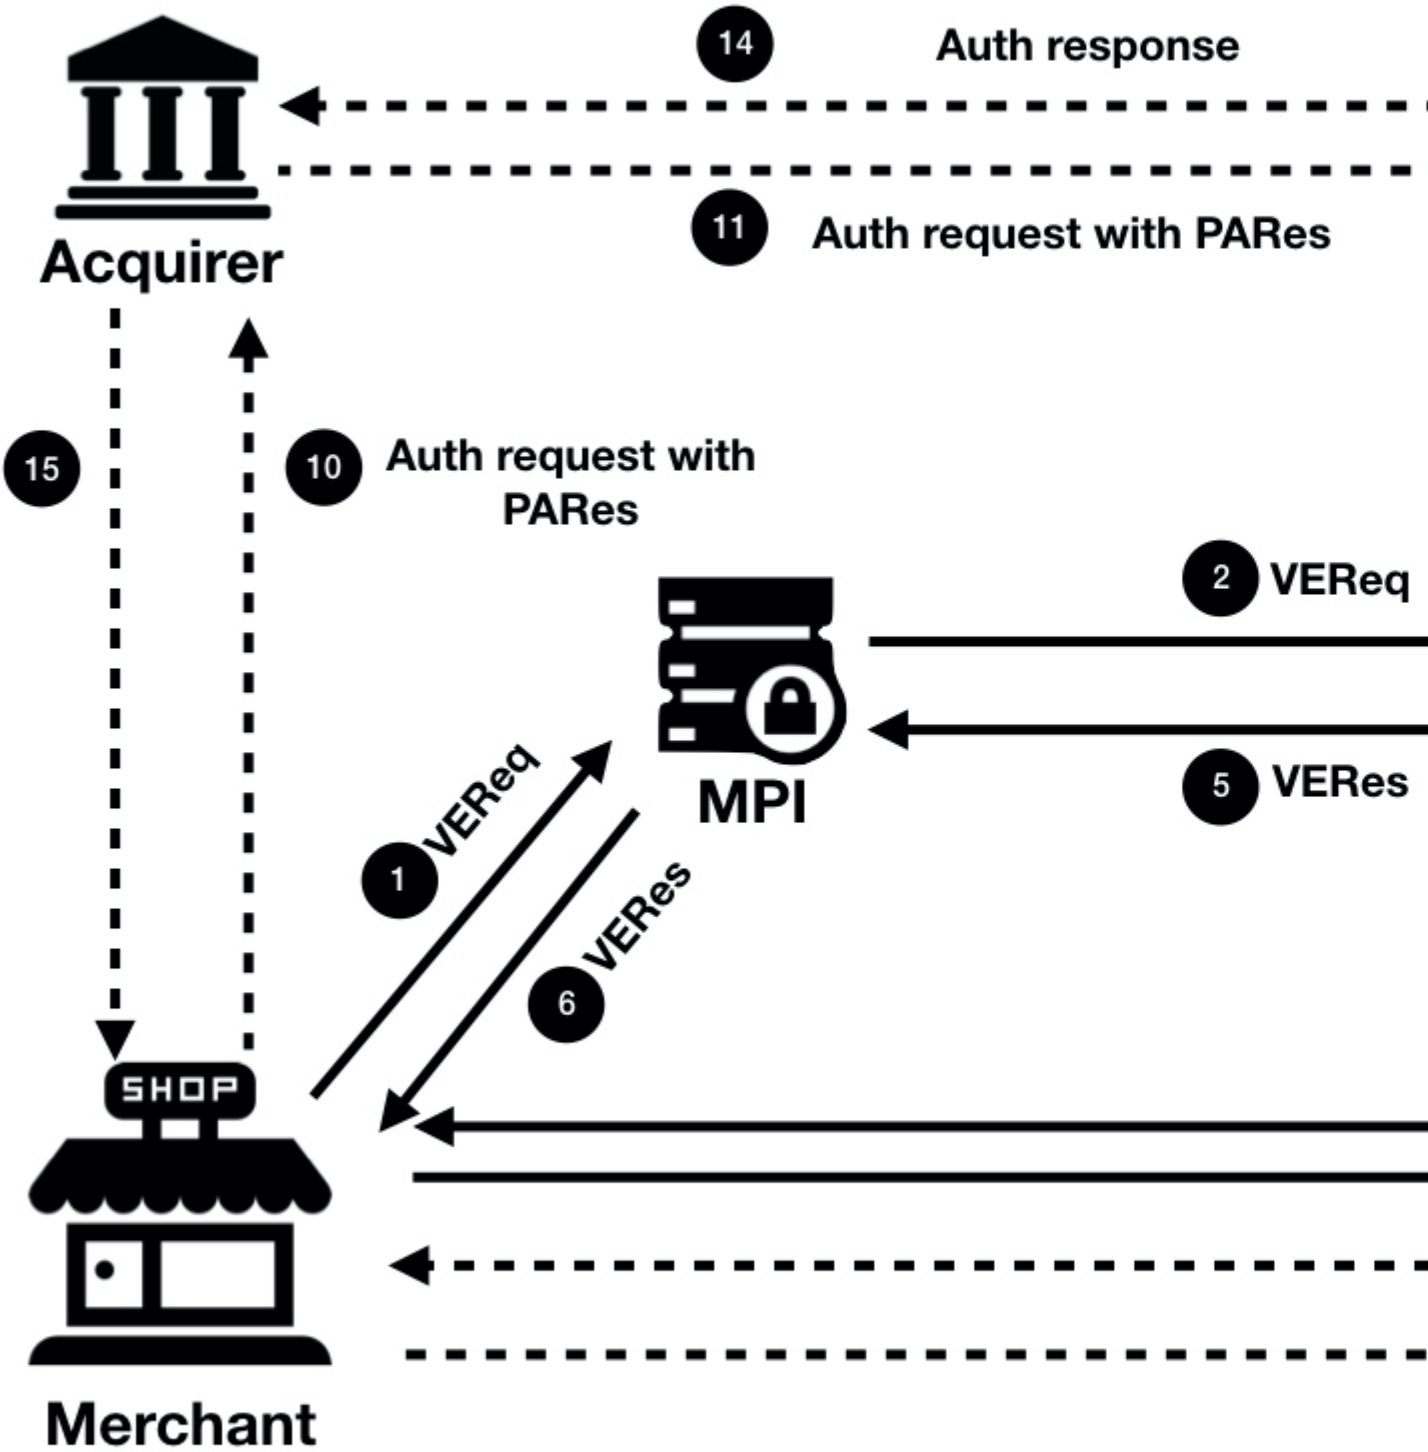 14
Auth response
11
Auth request with PARes
Acquirer
15
10
Auth request with
PARes
2
VEReq
5
VERes
MPI
1
VEReq
6
VERes
SHOP
Merchant